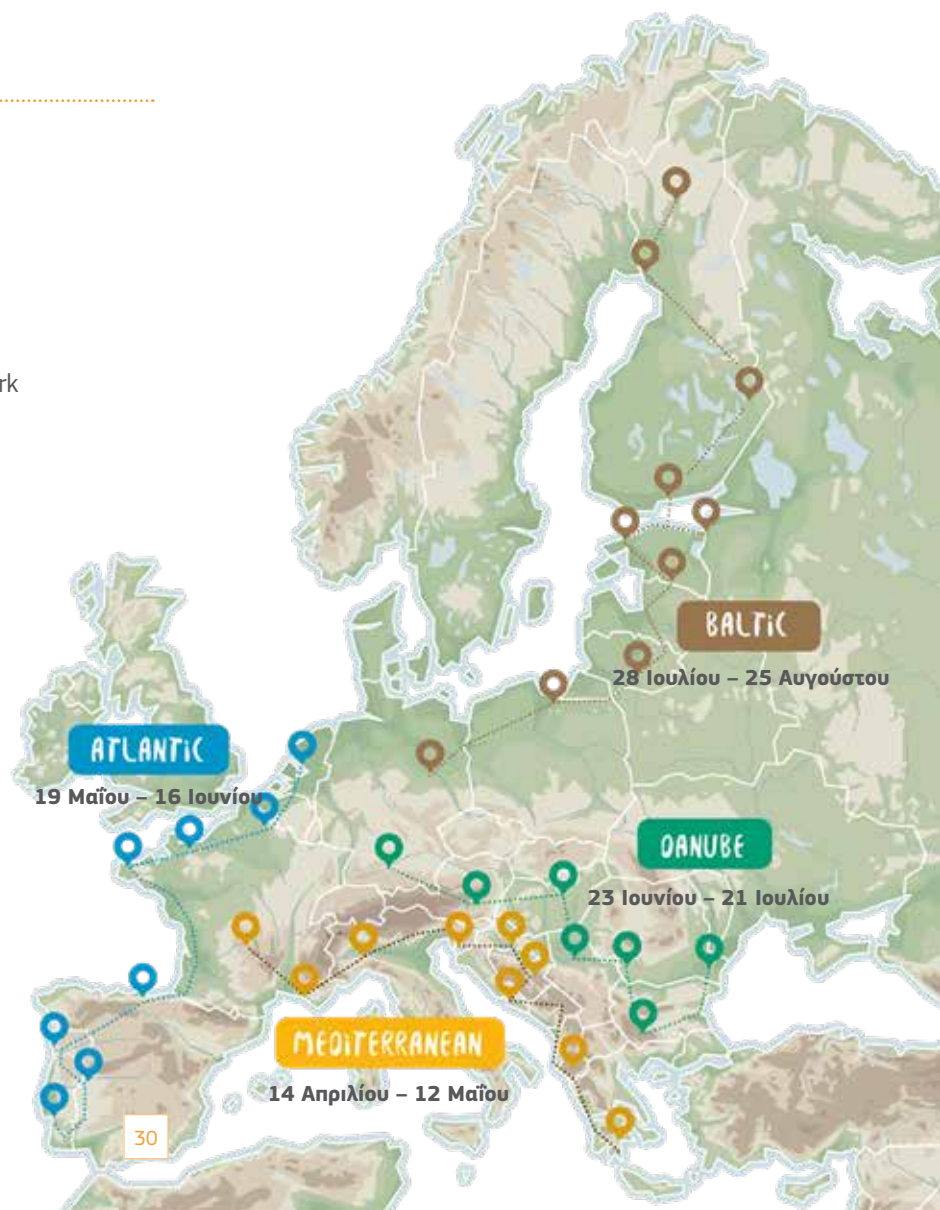 rk
BALTIC
28 Ιουλίου – 25 Αυγούστου
ATLANTIC
19 Μαΐου – 16 Ιουνίου
DANUBE
23 Ιουνίου – 21 Ιουλίου
MEDITERRANEAN
14 Απριλίου – 12 Μαΐου
30